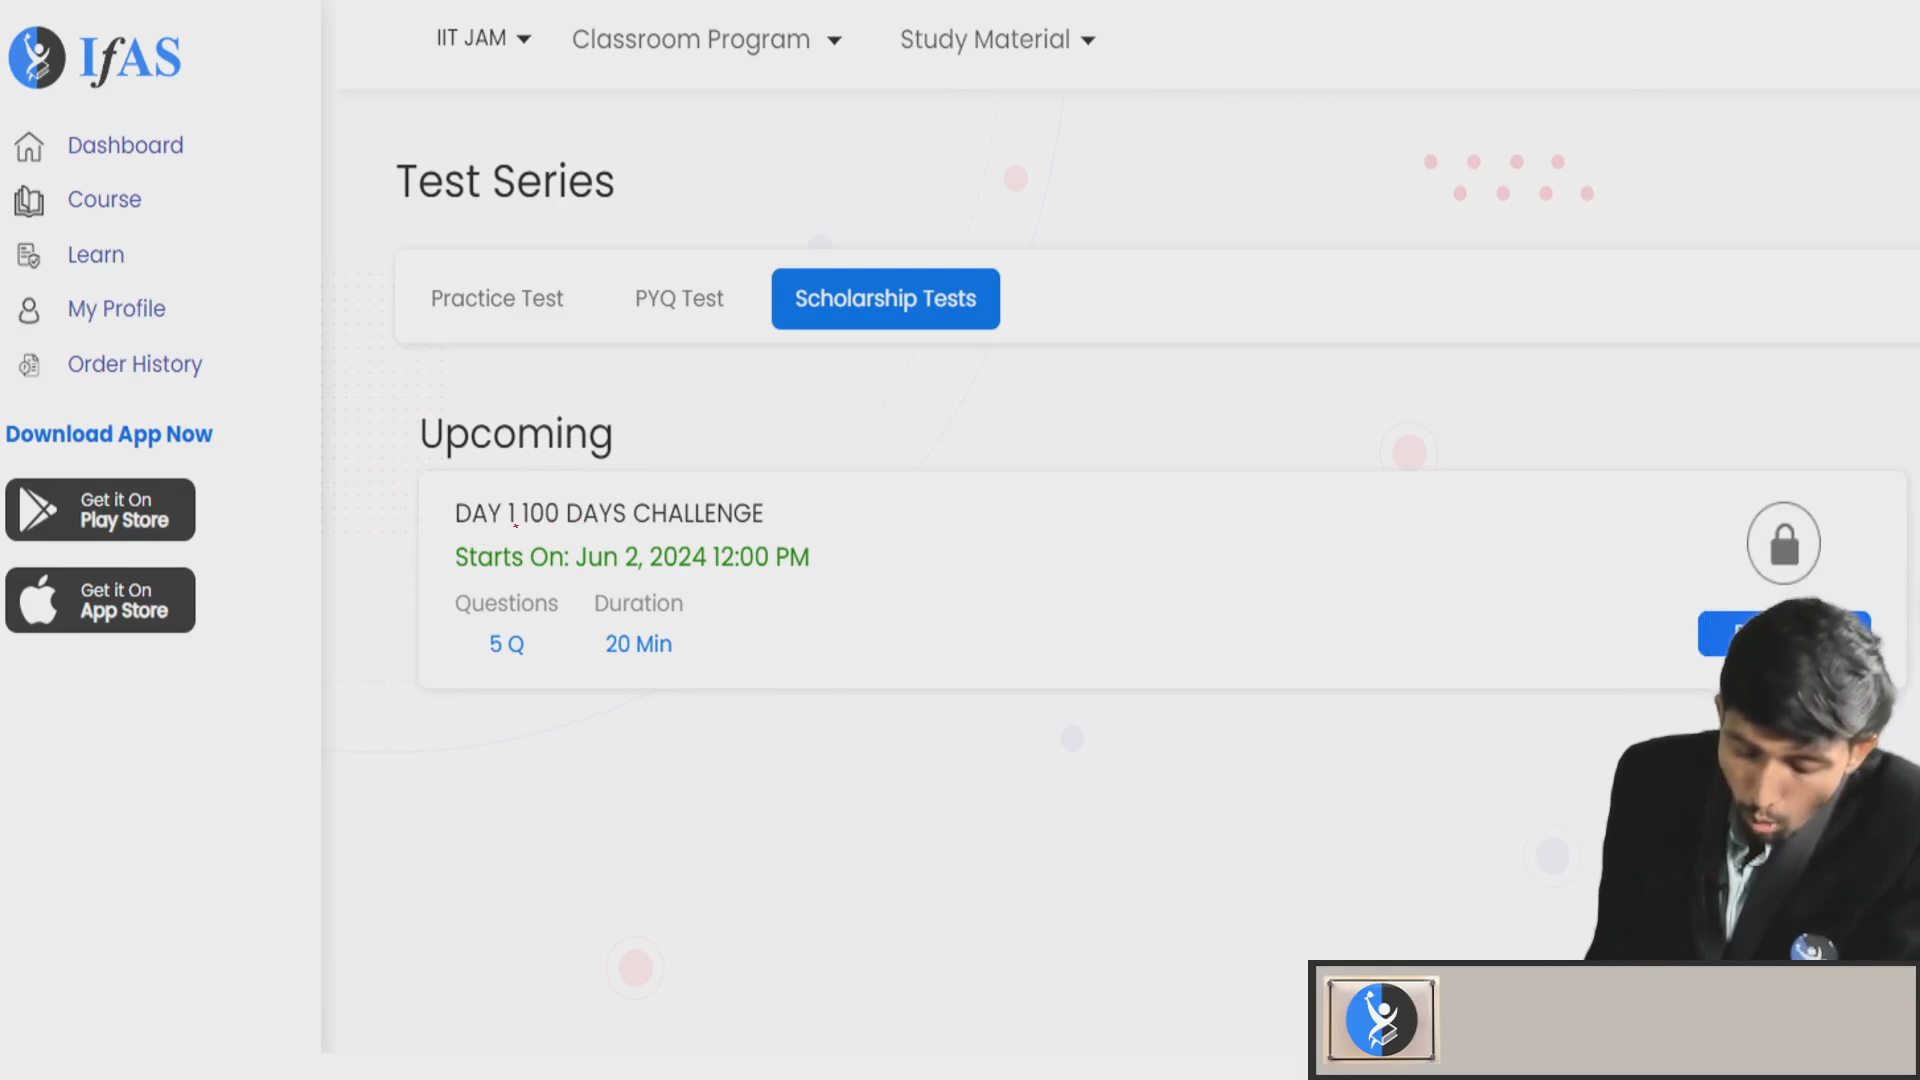 IfAS
Dashboard
Course
Learn
My Profile
Order History
Download App Now
Get it On
Play Store
Get it On
App Store
IIT JAM
Classroom Program
Study Material
Test Series
Practice Test
PYQ Test
Scholarship Tests
Upcoming
DAY 1 100 DAYS CHALLENGE
Starts On: Jun 2, 2024 12:00 PM
Questions Duration
5 Q 20 Min